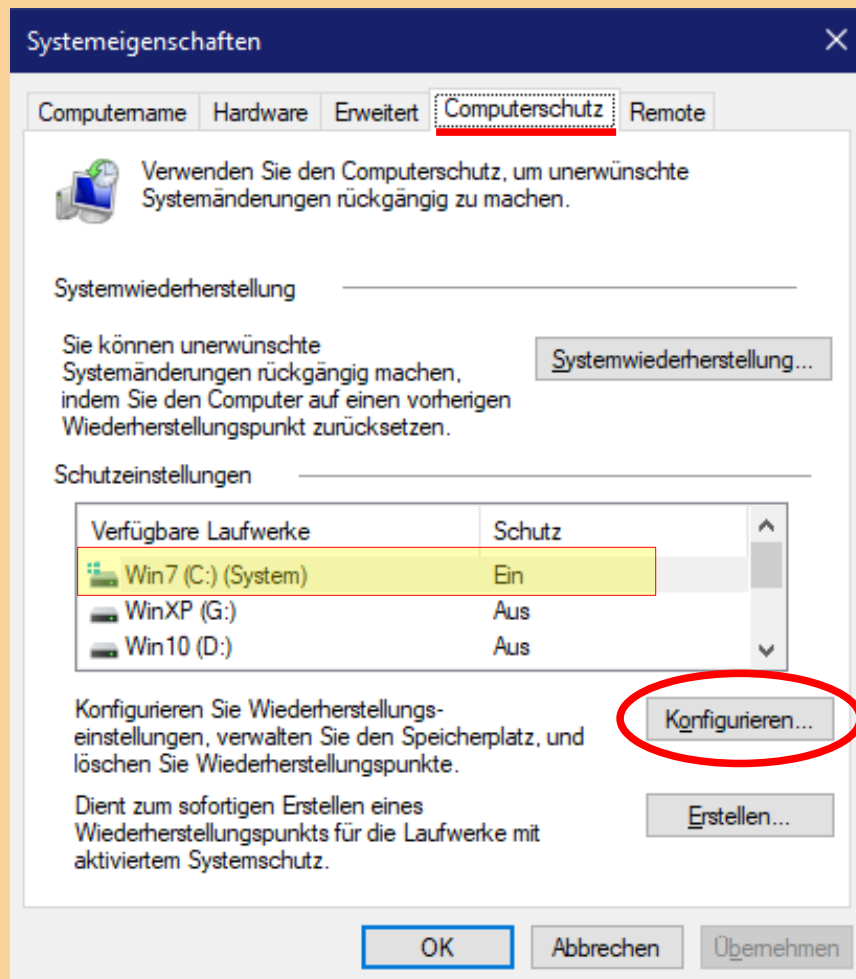 Systemeigenschaften
Computername Hardware Erweitert Computerschutz Remote
Verwenden Sie den Computerschutz, um unerwünschte
Systemänderungen rückgängig zu machen.
Systemwiederherstellung
Sie können unerwünschte
Systemänderungen rückgängig machen,
indem Sie den Computer auf einen vorherigen
Wiederherstellungspunkt zurücksetzen.
Systemwiederherstellung...
Schutzeinstellungen
Verfügbare Laufwerke Schutz
Win7 (C:) (System) Ein
WinXP (G:) Aus
Win10 (D:) Aus
Konfigurieren Sie Wiederherstellungs-
einstellungen, verwalten Sie den Speicherplatz, und
löschen Sie Wiederherstellungspunkte.
Konfigurieren...
Dient zum sofortigen Erstellen eines
Wiederherstellungspunkts für die Laufwerke mit
aktiviertem Systemschutz.
Erstellen...
OK Abbrechen Übernehmen